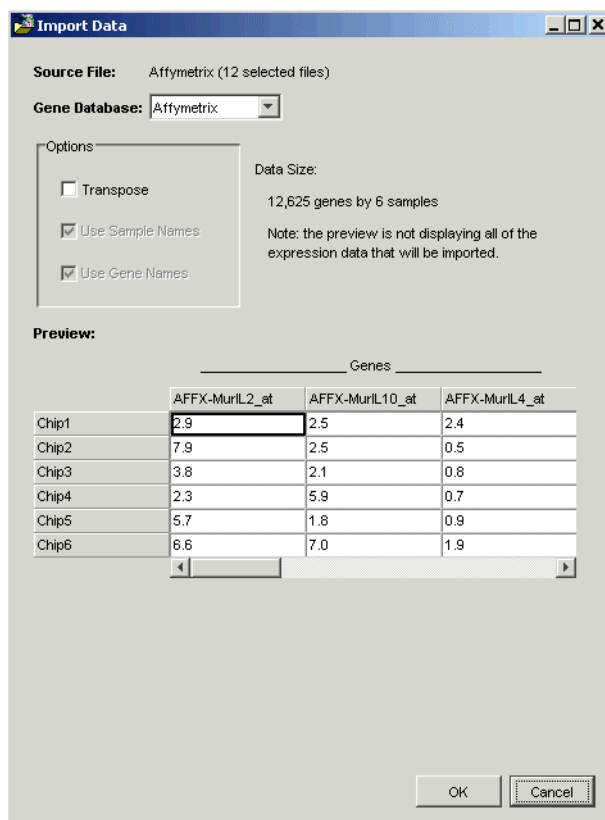 Import Data
Source File: Affymetrix (12 selected files)
Gene Database: Affymetrix
Options
Transpose
Use Sample Names
Use Gene Names
Data Size:
12,625 genes by 6 samples
Note: the preview is not displaying all of the
expression data that will be imported.
Preview:
Genes
AFFX-MurIL2_at AFFX-MurIL10_at AFFX-MurIL4_at
Chip1 2.9 2.5 2.4
Chip2 7.9 2.5 0.5
Chip3 3.8 2.1 0.8
Chip4 2.3 5.9 0.7
Chip5 5.7 1.8 0.9
Chip6 6.6 7.0 1.9
OK Cancel